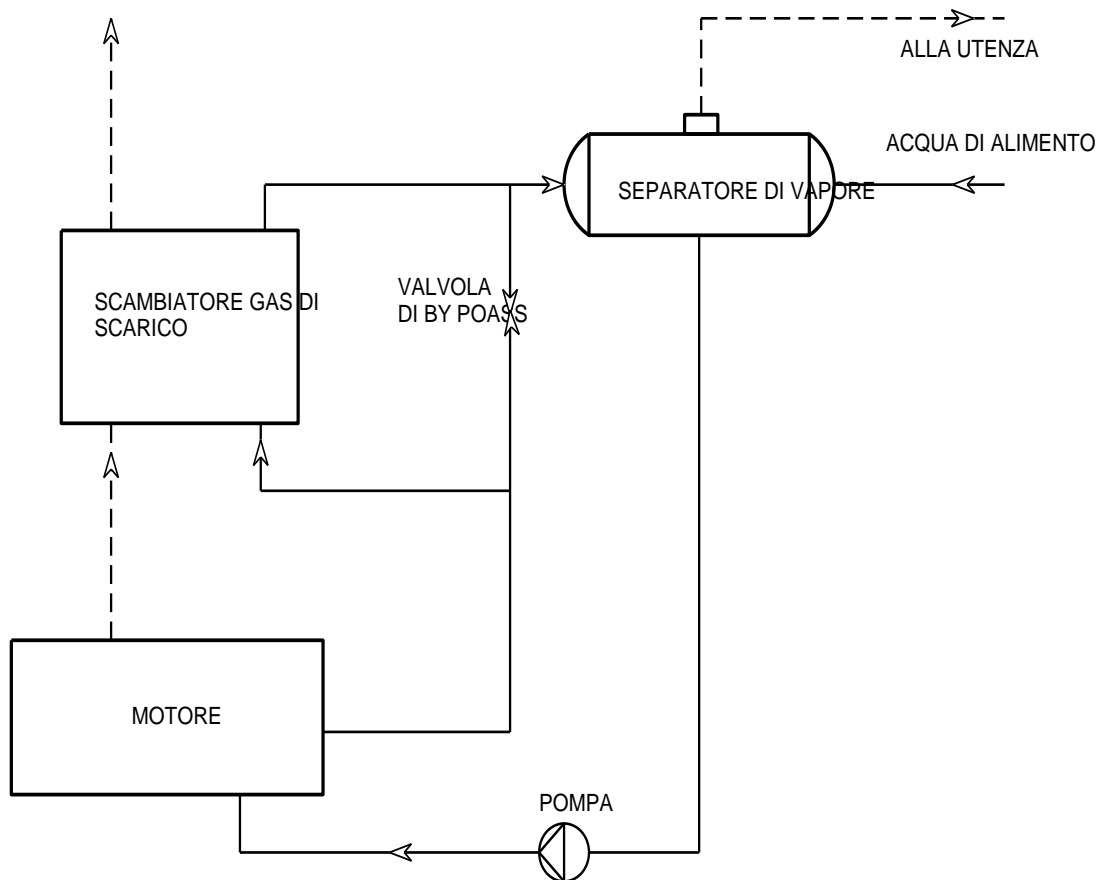 ALLA UTENZA
ACQUA DI ALIMENTO
SEPARATORE DI VAPORE
VALVOLA
DI BY POASS
SCAMBIATORE GAS DI
SCARICO
MOTORE
POMPA